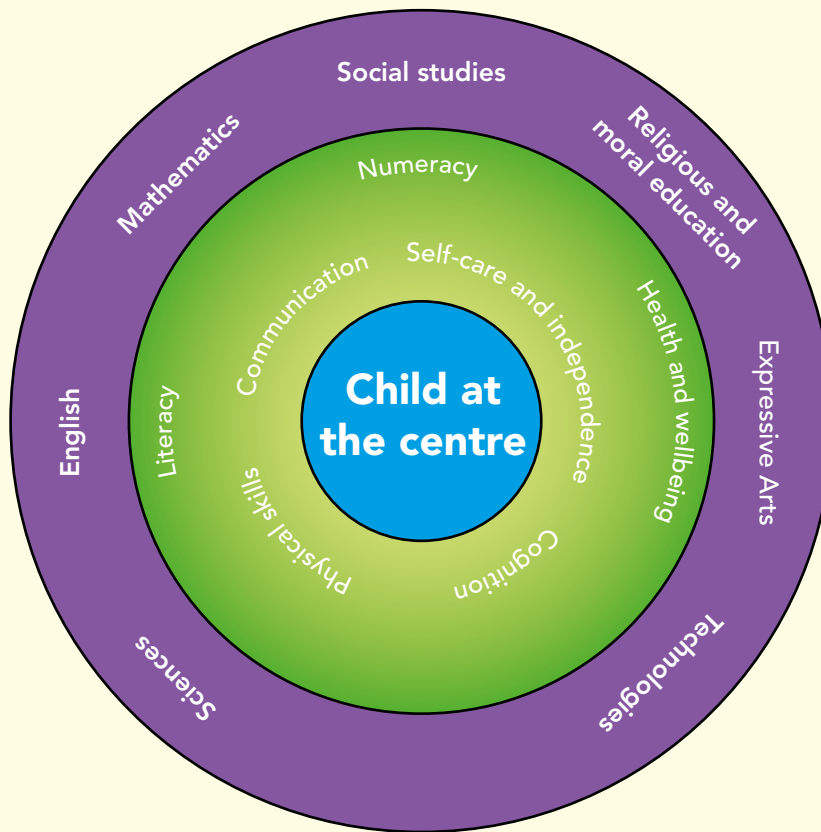 Social studies
Religious and
moral education
Expressive Arts
Technologies
Sciences
English
Mathematics
Numeracy
Health and wellbeing
Literacy
Communication
Self-care and independence
Cognition
Physical skills
Child at
the centre